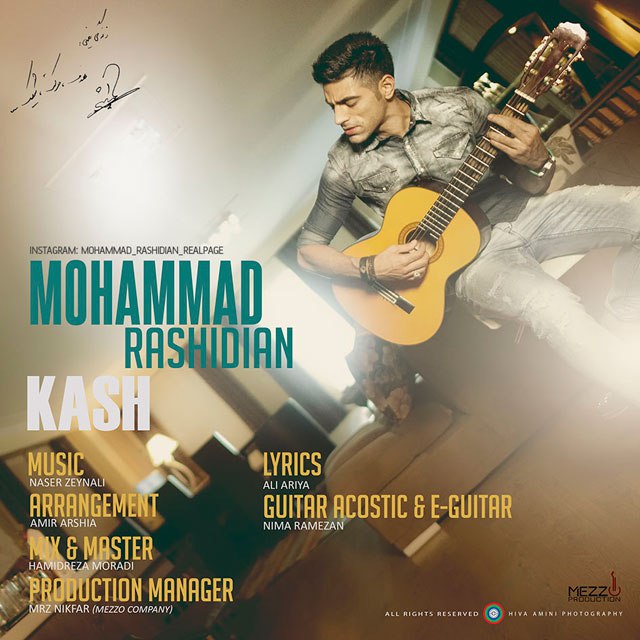 INSTAGRAM: MOHAMMAD_RASHIDIAN_REALPAGE
MOHAMMAD
RASHIDIAN
KASH
MUSIC
NASER ZEYNALI
ARRANGEMENT
AMIR ARSHIA
MIX & MASTER
HAMIDREZA MORADI
PRODUCTION MANAGER
MRZ NIKFAR (MEZZO COMPANY)
LYRICS
ALI ARIYA
GUITAR ACOSTIC & E-GUITAR
NIMA RAMEZAN
MEZZO
PRODUCTION
ALL RIGHTS RESERVED HIVA AMINI PHOTOGRAPHY